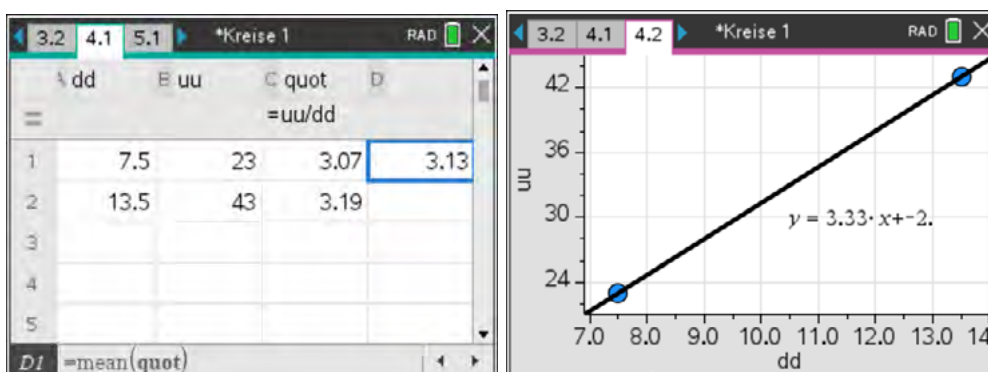 3.2 4.1 5.1 *Kreise 1 RAD
A dd B uu C quot D
= =uu/dd
1 7.5 23 3.07 3.13
2 13.5 43 3.19
3
4
5
D1 =mean(quot)
3.2 4.1 4.2 *Kreise 1 RAD
42
36
uu
30
y = 3.33· x+-2.
24
7.0 8.0 9.0 10.0 11.0 12.0 13.0 14
dd